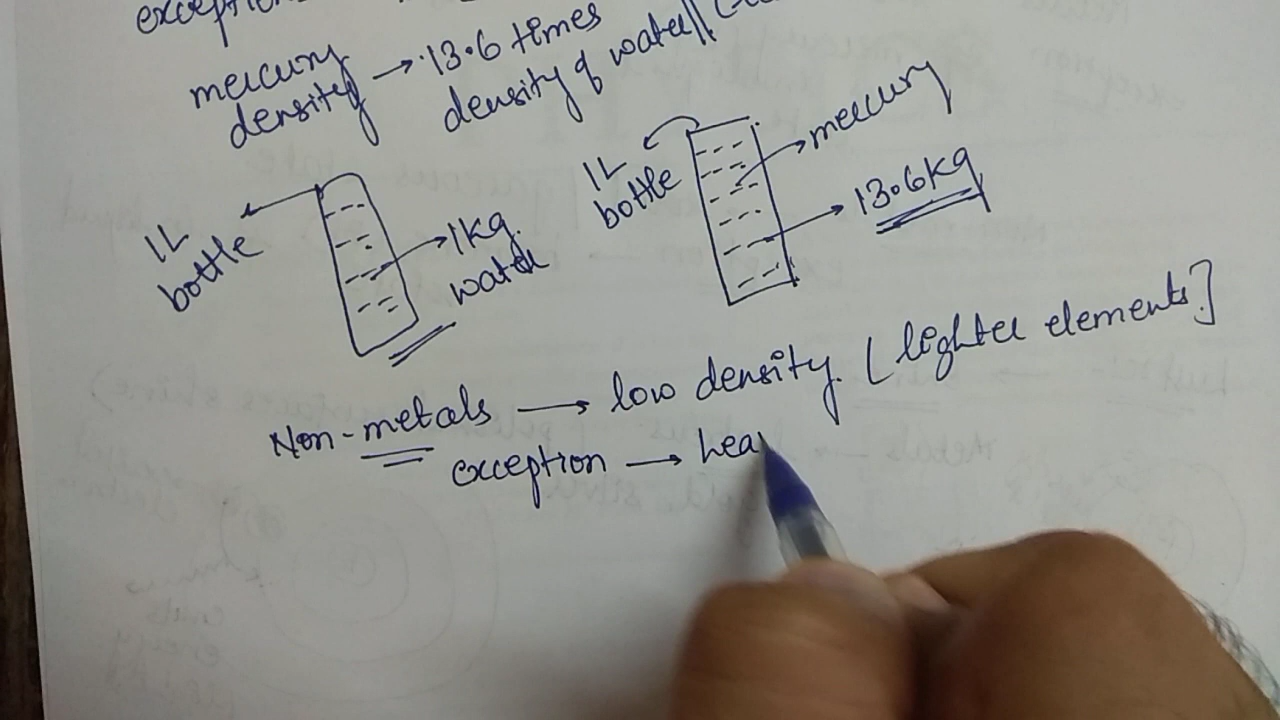 exception
mercury → 13.6 times
density density of water
1L bottle
1kg.
water
1L bottle
mercury
13.6kg
Non-metals → low density. [lighter elements.]
exception → hea